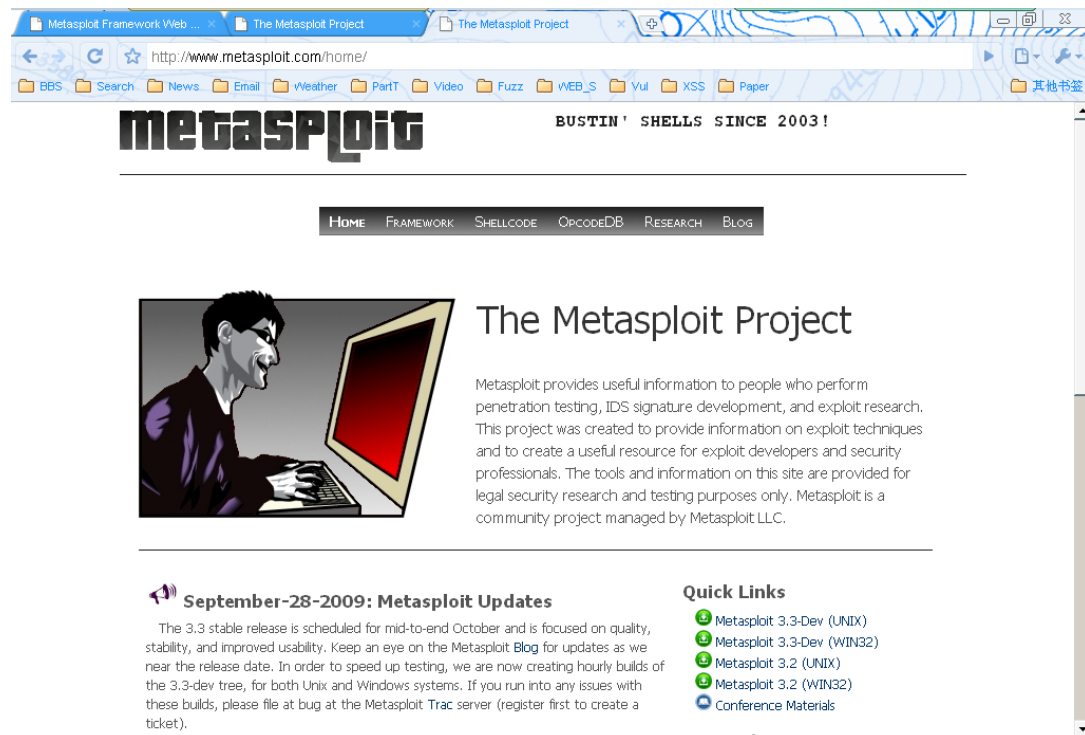 Metasploit Framework Web ...
The Metasploit Project
The Metasploit Project
http://www.metasploit.com/home/
BBS Search News Email Weather PartT Video Fuzz WEB_S Vul XSS Paper 其他书签
metasploit
BUSTIN' SHELLS SINCE 2003!
Home Framework Shellcode OpcodeDB Research Blog
The Metasploit Project
Metasploit provides useful information to people who perform
penetration testing, IDS signature development, and exploit research.
This project was created to provide information on exploit techniques
and to create a useful resource for exploit developers and security
professionals. The tools and information on this site are provided for
legal security research and testing purposes only. Metasploit is a
community project managed by Metasploit LLC.
September-28-2009: Metasploit Updates
The 3.3 stable release is scheduled for mid-to-end October and is focused on quality,
stability, and improved usability. Keep an eye on the Metasploit Blog for updates as we
near the release date. In order to speed up testing, we are now creating hourly builds of
the 3.3-dev tree, for both Unix and Windows systems. If you run into any issues with
these builds, please file at bug at the Metasploit Trac server (register first to create a
ticket).
Quick Links
Metasploit 3.3-Dev (UNIX)
Metasploit 3.3-Dev (WIN32)
Metasploit 3.2 (UNIX)
Metasploit 3.2 (WIN32)
Conference Materials